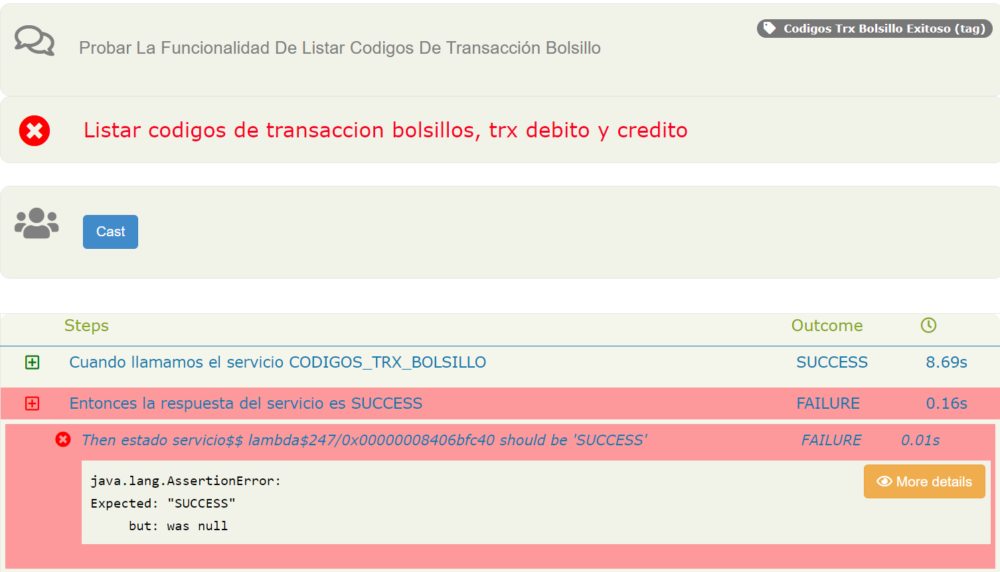 Codigos Trx Bolsillo Exitoso (tag)
Probar La Funcionalidad De Listar Codigos De Transacción Bolsillo
Listar codigos de transaccion bolsillos, trx debito y credito
Cast
Steps Outcome
Cuando llamamos el servicio CODIGOS_TRX_BOLSILLO SUCCESS 8.69s
Entonces la respuesta del servicio es SUCCESS FAILURE 0.16s
Then estado servicio$$ lambda$247/0x00000008406bfc40 should be 'SUCCESS' FAILURE 0.01s
java.lang.AssertionError:
More details
Expected: "SUCCESS"
but: was null